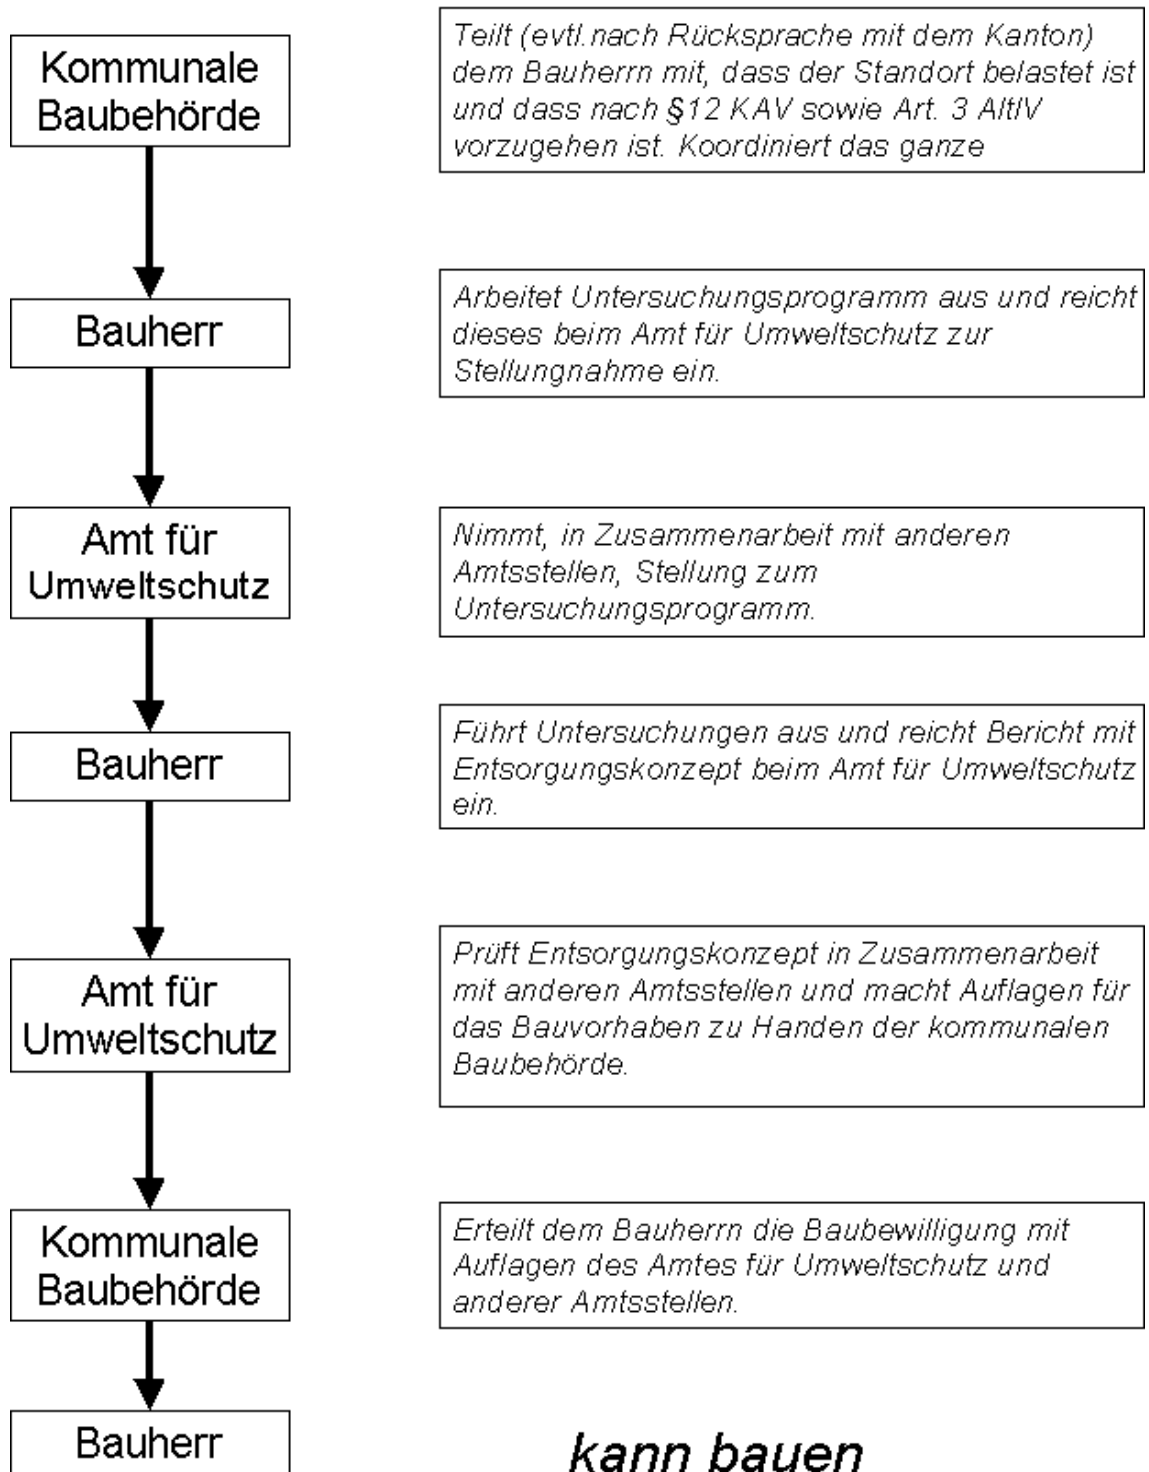 Kommunale
Baubehörde
Teilt (evtl.nach Rücksprache mit dem Kanton)
dem Bauherrn mit, dass der Standort belastet ist
und dass nach §12 KAV sowie Art. 3 AltlV
vorzugehen ist. Koordiniert das ganze
Bauherr
Arbeitet Untersuchungsprogramm aus und reicht
dieses beim Amt für Umweltschutz zur
Stellungnahme ein.
Amt für
Umweltschutz
Nimmt, in Zusammenarbeit mit anderen
Amtsstellen, Stellung zum
Untersuchungsprogramm.
Bauherr
Führt Untersuchungen aus und reicht Bericht mit
Entsorgungskonzept beim Amt für Umweltschutz
ein.
Amt für
Umweltschutz
Prüft Entsorgungskonzept in Zusammenarbeit
mit anderen Amtsstellen und macht Auflagen für
das Bauvorhaben zu Handen der kommunalen
Baubehörde.
Kommunale
Baubehörde
Erteilt dem Bauherrn die Baubewilligung mit
Auflagen des Amtes für Umweltschutz und
anderer Amtsstellen.
Bauherr
kann bauen